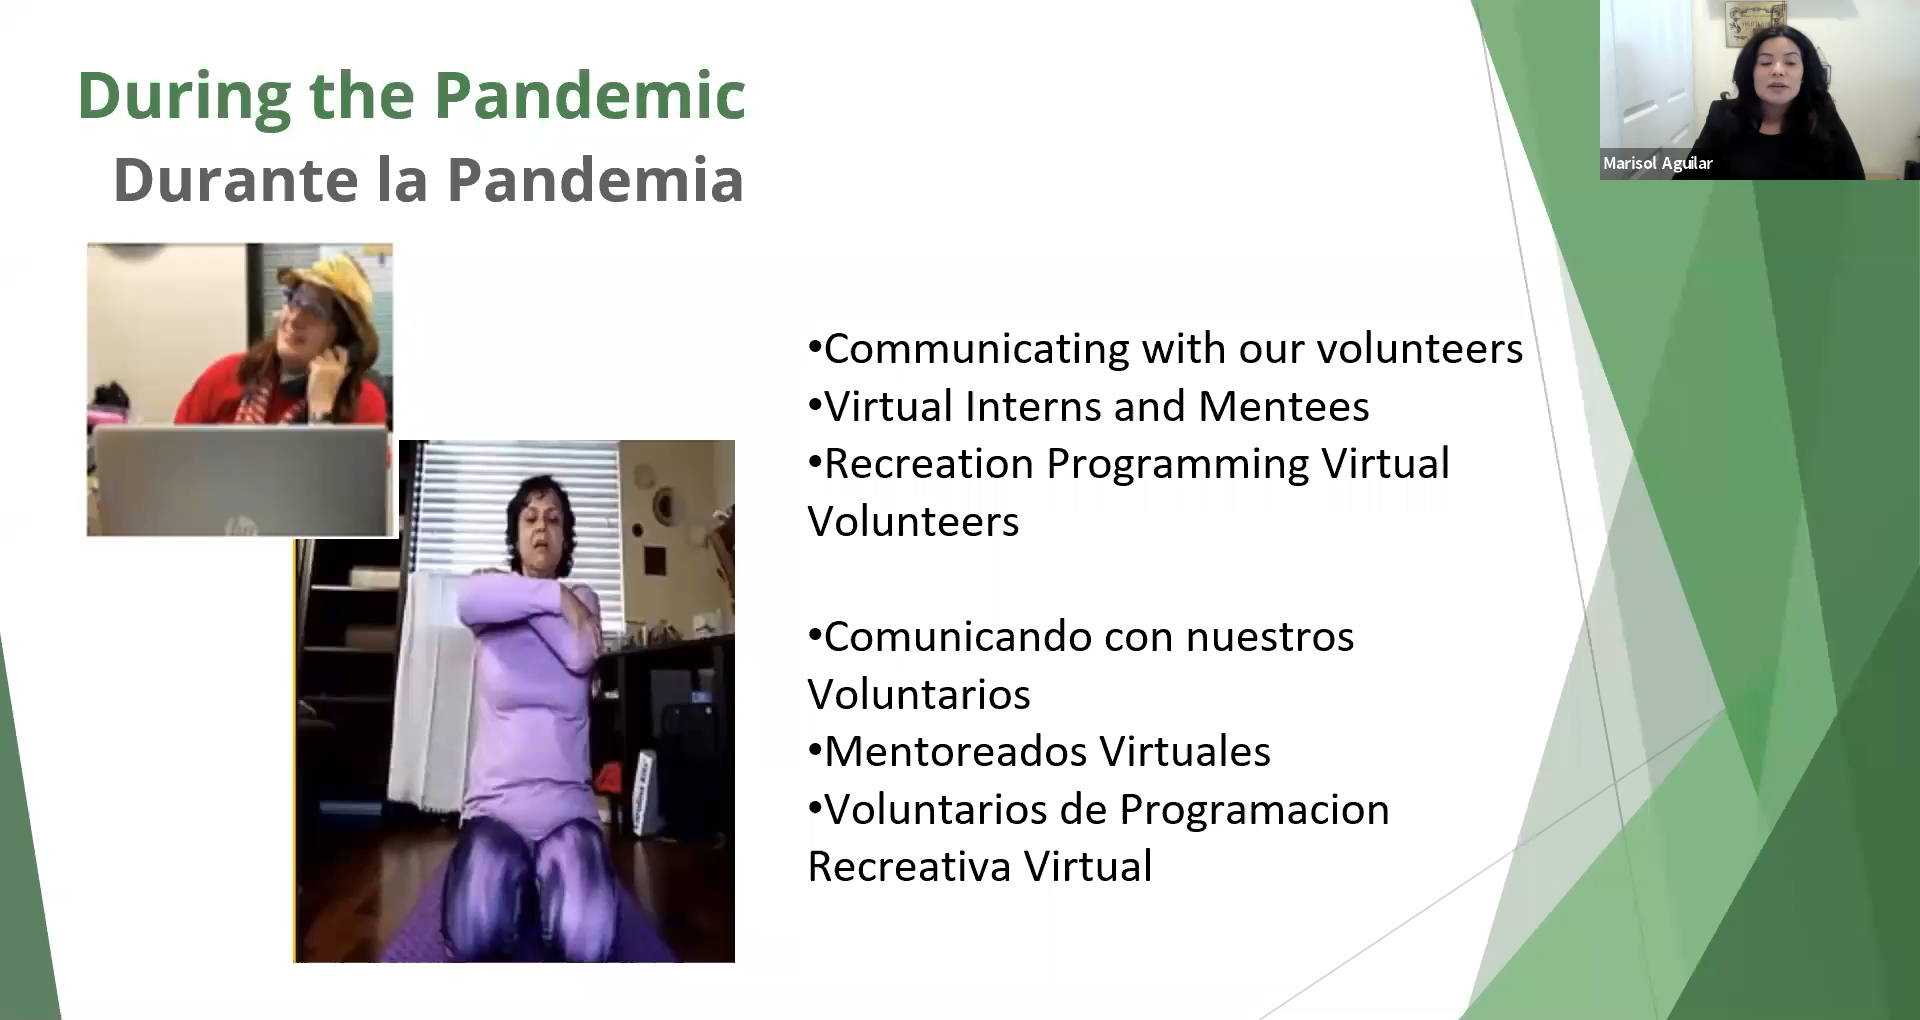 During the Pandemic
Durante la Pandemia
Marisol Aguilar
•Communicating with our volunteers
•Virtual Interns and Mentees
•Recreation Programming Virtual
Volunteers
•Comunicando con nuestros
Voluntarios
•Mentoreados Virtuales
•Voluntarios de Programacion
Recreativa Virtual
hp